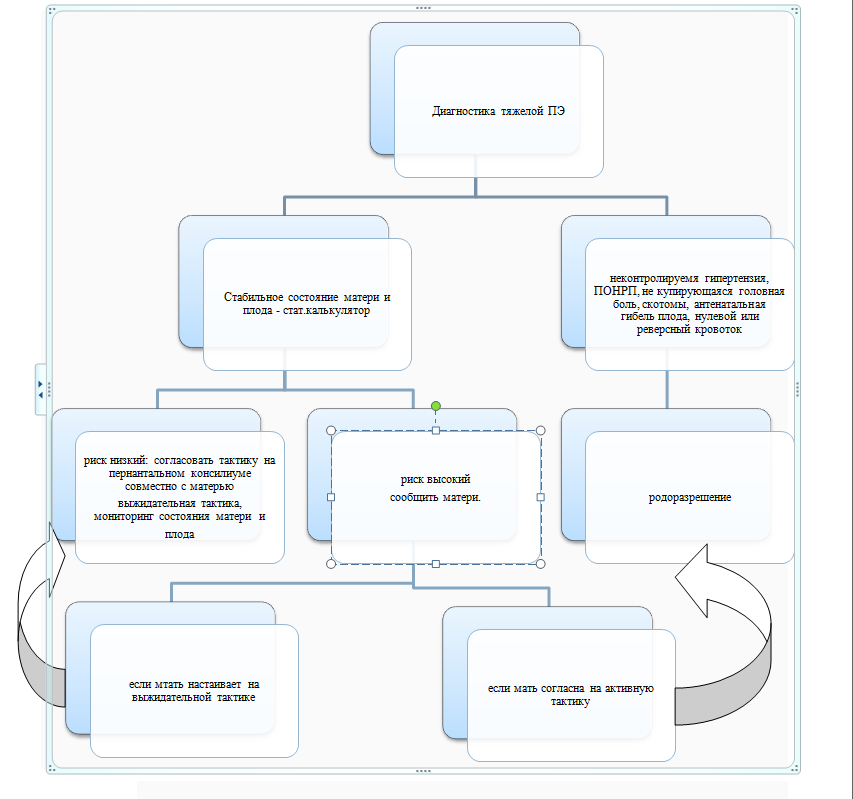 Диагностика тяжелой ПЭ
Стабильное состояние матери и
плода - стат.калькулятор
неконтролируемя гипертензия,
ПОНРП, не купирующаяся головная
боль, скотомы, антенатальная
гибель плода, нулевой или
реверсный кровоток
риск низкий: согласовать тактику на
пернантальном консилиуме
совместно с матерью
выжидательная тактика,
мониторинг состояния матери и
плода
риск высокий
сообщить матери.
родоразрешение
если мтать настаивает на
выжидательной тактике
если мать согласна на активную
тактику